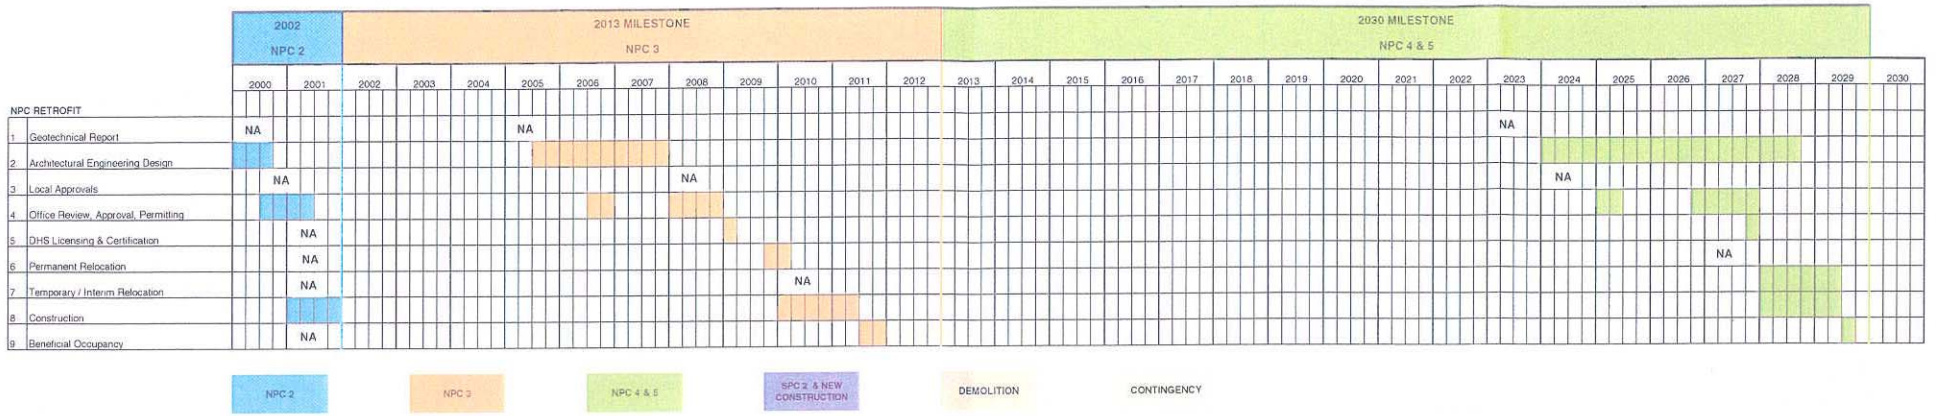 2002
2013 MILESTONE
2030 MILESTONE
NPC 2
NPC 3
NPC 4 & 5
2000 2001 2002 2003 2004 2005 2006 2007 2008 2009 2010 2011 2012 2013 2014 2015 2016 2017 2018 2019 2020 2021 2022 2023 2024 2025 2026 2027 2028 2029 2030
NPC RETROFIT
1 Geotechnical Report NA NA NA
2 Architectural Engineering Design
3 Local Approvals NA NA NA
4 Office Review, Approval, Permitting
5 DHS Licensing & Certification NA
6 Permanent Relocation NA NA
7 Temporary / Interim Relocation NA NA
8 Construction
9 Beneficial Occupancy NA
NPC 2
NPC 3
NPC 4 & 5
SPC 2 & NEW
CONSTRUCTION
DEMOLITION
CONTINGENCY